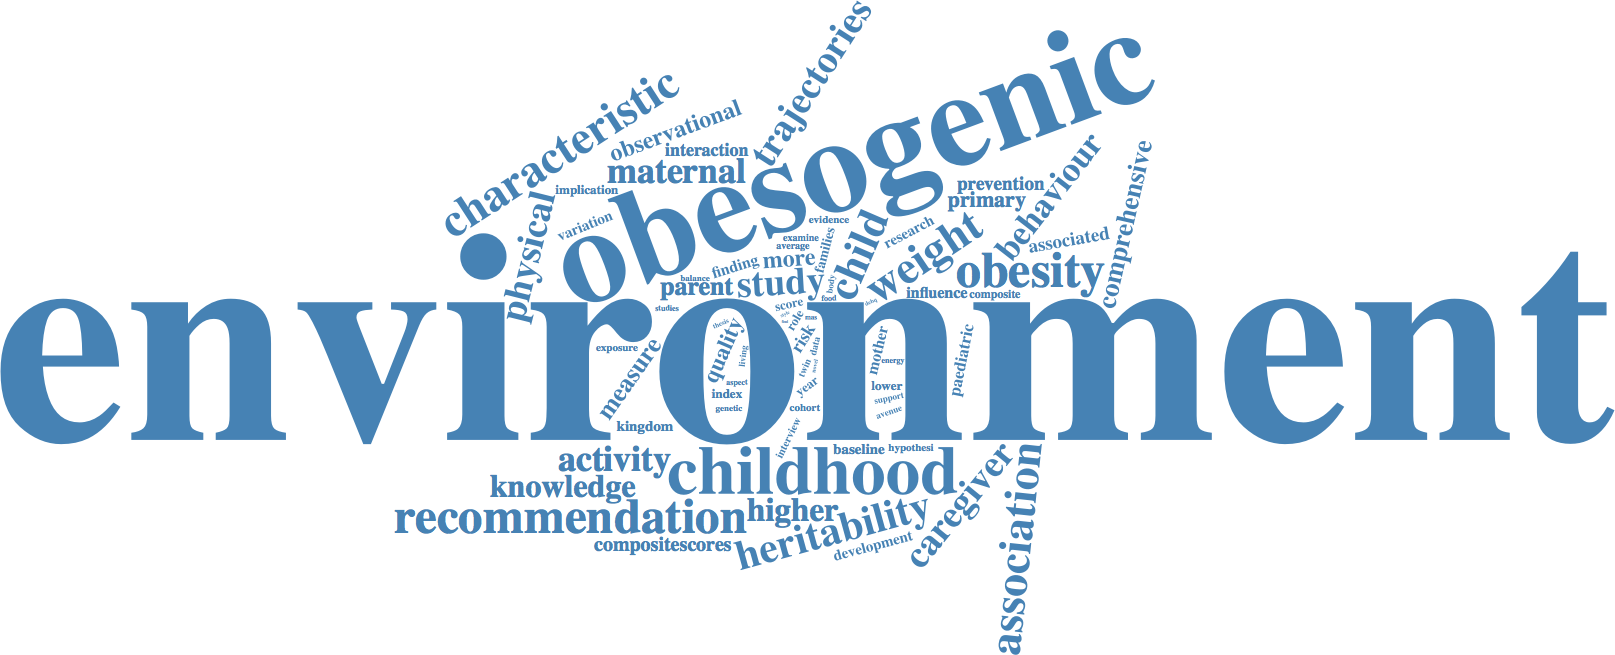 trajectories
obesogenic
characteristic
observational
interaction
maternal
implication
physical
variation
evidence
examine
average
families
child
research
weight
prevention
primary
behaviour
associated
comprehensive
obesity
influence
composite
finding
more
balance
parent
study
body
food
studies
score
environment
exposure
measure
thesis
quality
living
aspect
index
genetic
role
risk
data
twin
year
cohort
mother
energy
lower
support
avenue
paediatric
kingdom
interview
baseline
hypothesi
activity
childhood
knowledge
recommendation
higher
heritability
compositescores
development
caregiver
association